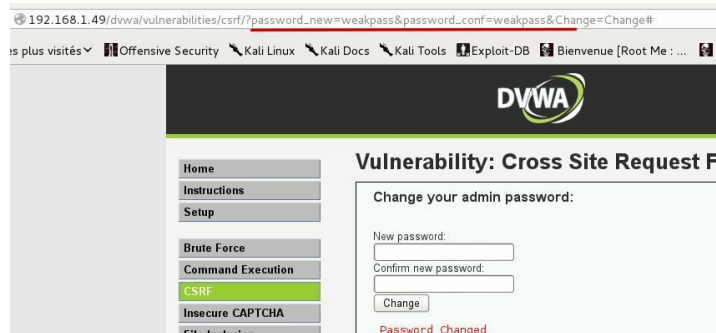 192.168.1.49/dvwa/vulnerabilities/csrf/?password_new=weakpass&password_conf=weakpass&Change=Change#
es plus visités Offensive Security Kali Linux Kali Docs Kali Tools Exploit-DB Bienvenue [Root Me : ...
DVWA
Vulnerability: Cross Site Request F
Home
Instructions
Setup
Brute Force
Command Execution
CSRF
Insecure CAPTCHA
File Inclusion
Change your admin password:
New password:
Confirm new password:
Change
Password Changed